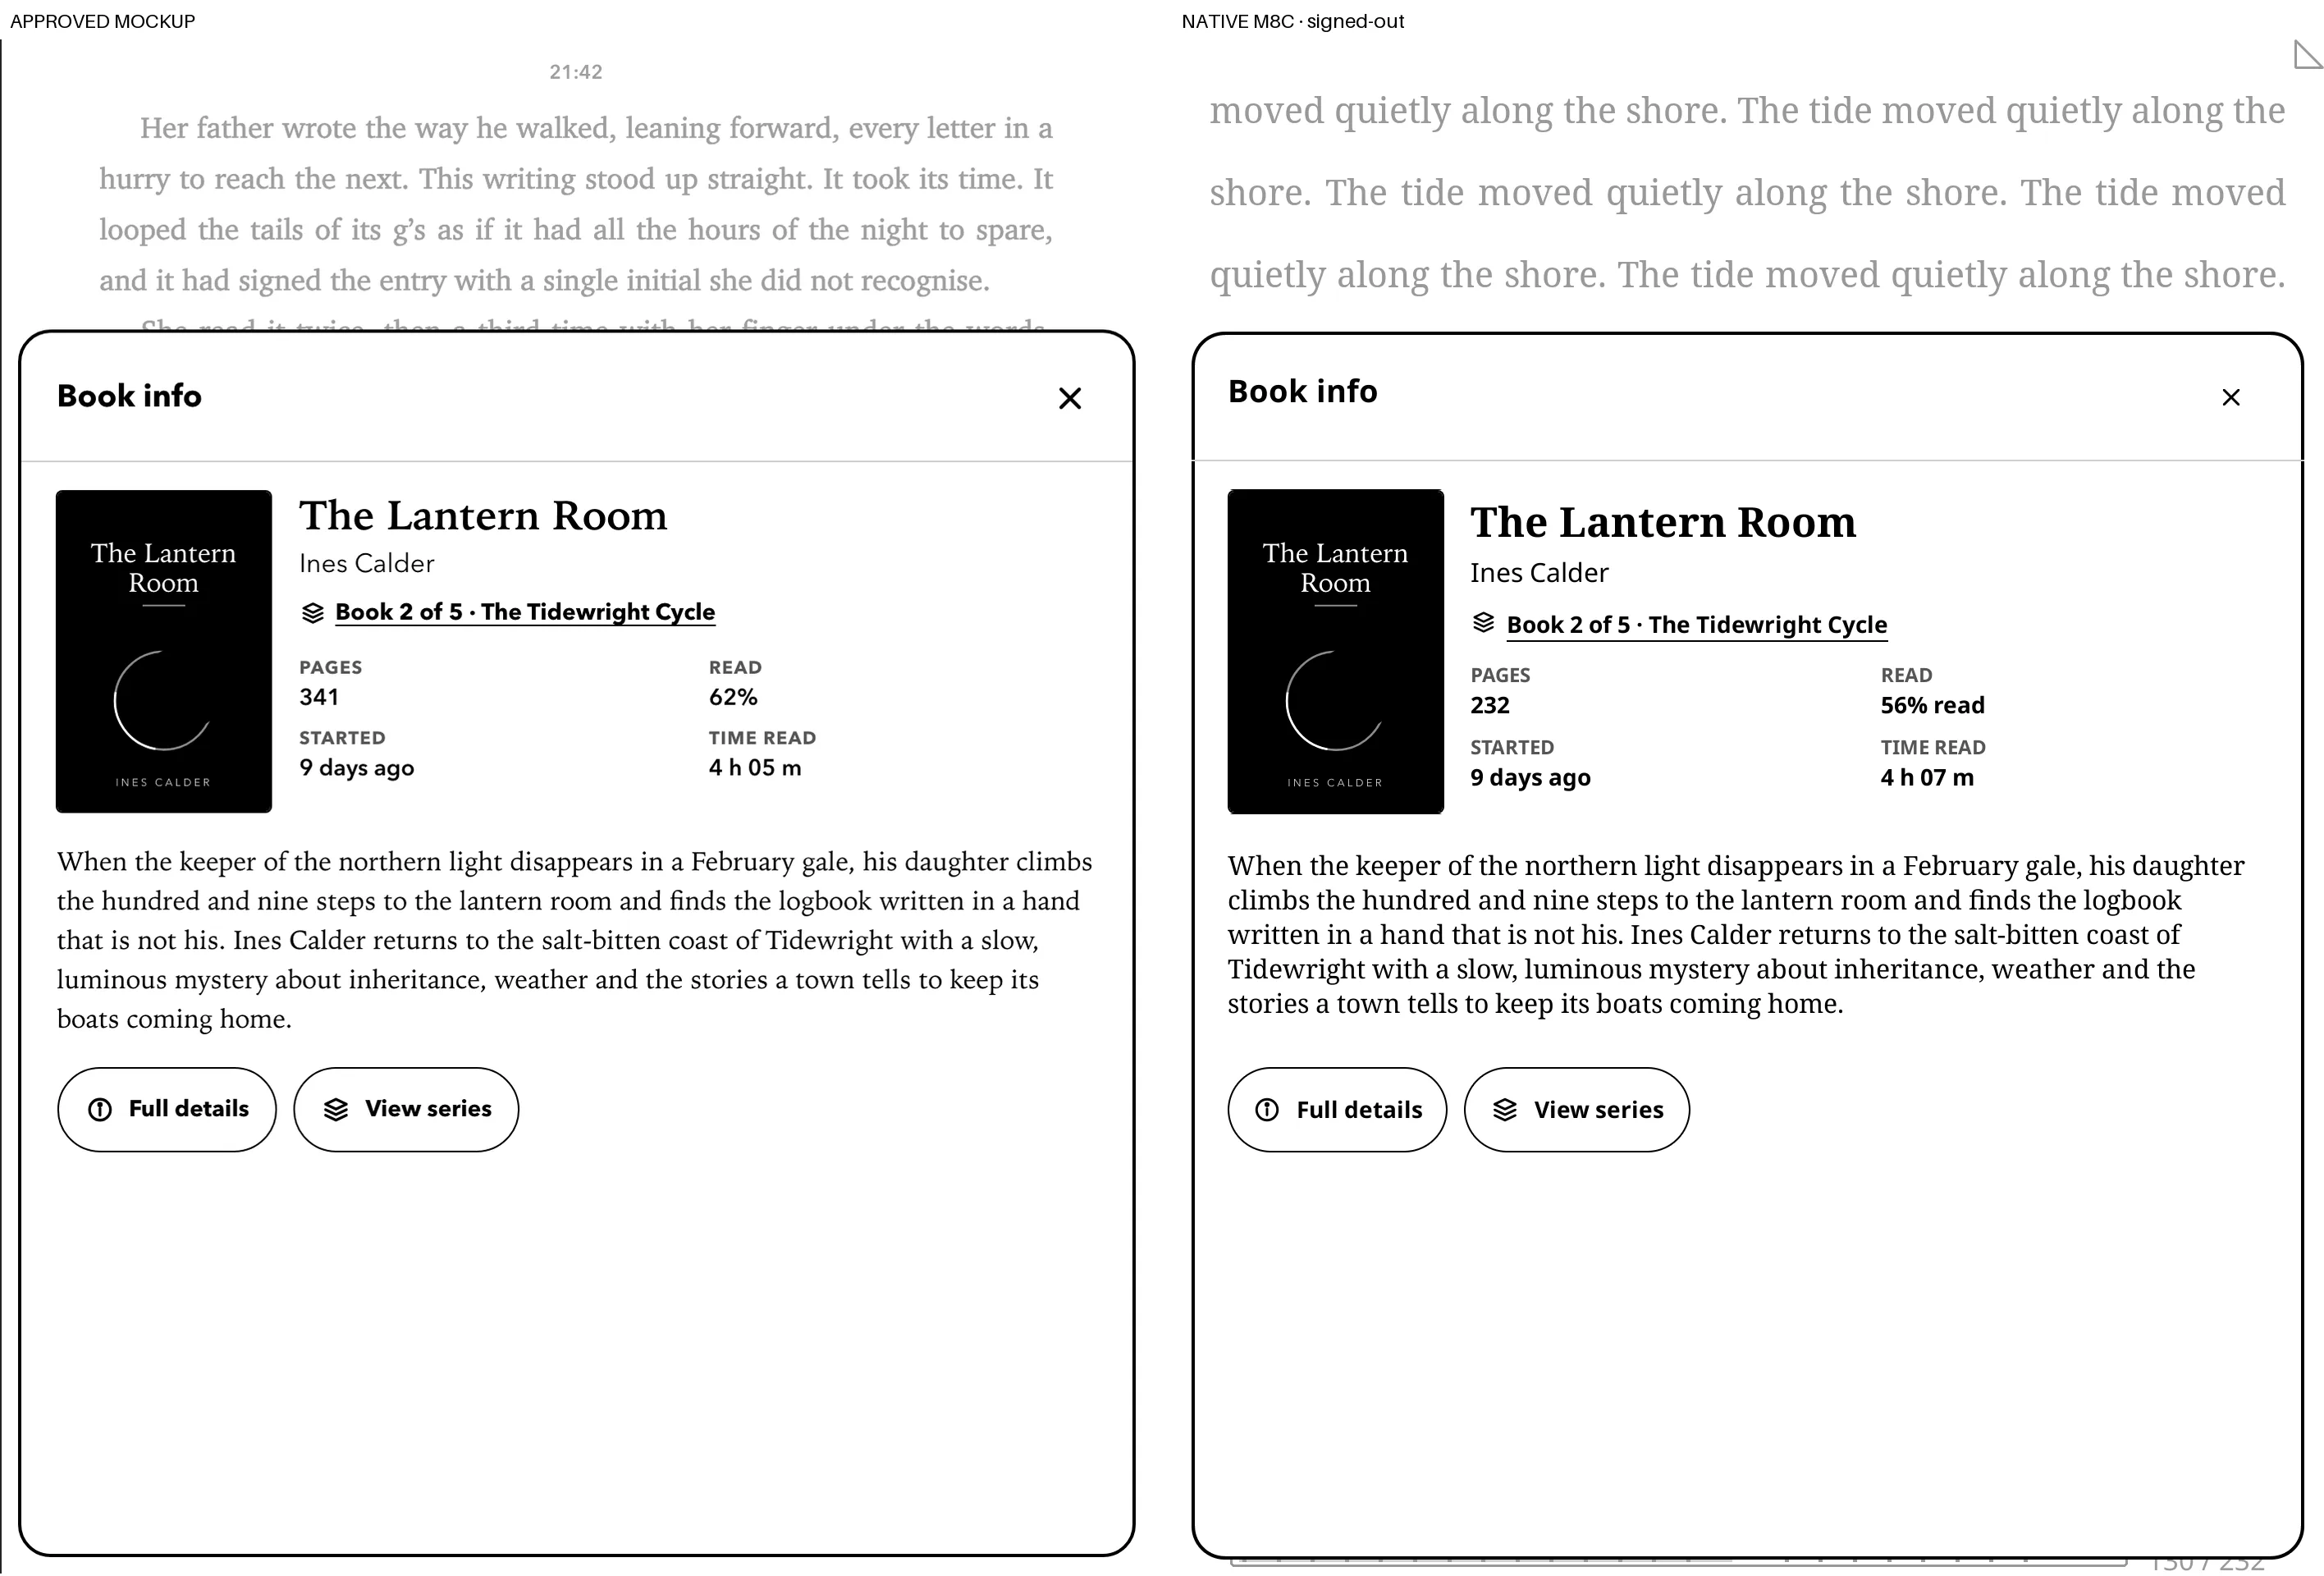 APPROVED MOCKUP
21:42
Her father wrote the way he walked, leaning forward, every letter in a
hurry to reach the next. This writing stood up straight. It took its time. It
looped the tails of its g’s as if it had all the hours of the night to spare,
and it had signed the entry with a single initial she did not recognise.
She read it twice, then a third time with her finger under the words,
Book info
The Lantern
Room
INES CALDER
The Lantern Room
Ines Calder
Book 2 of 5 · The Tidewright Cycle
PAGES
341
READ
62%
STARTED
9 days ago
TIME READ
4 h 05 m
When the keeper of the northern light disappears in a February gale, his daughter climbs
the hundred and nine steps to the lantern room and finds the logbook written in a hand
that is not his. Ines Calder returns to the salt-bitten coast of Tidewright with a slow,
luminous mystery about inheritance, weather and the stories a town tells to keep its
boats coming home.
Full details
View series
NATIVE M8C · signed-out
moved quietly along the shore. The tide moved quietly along the
shore. The tide moved quietly along the shore. The tide moved
quietly along the shore. The tide moved quietly along the shore.
Book info
The Lantern
Room
INES CALDER
The Lantern Room
Ines Calder
Book 2 of 5 · The Tidewright Cycle
PAGES
232
READ
56% read
STARTED
9 days ago
TIME READ
4 h 07 m
When the keeper of the northern light disappears in a February gale, his daughter
climbs the hundred and nine steps to the lantern room and finds the logbook
written in a hand that is not his. Ines Calder returns to the salt-bitten coast of
Tidewright with a slow, luminous mystery about inheritance, weather and the
stories a town tells to keep its boats coming home.
Full details
View series
130 / 232